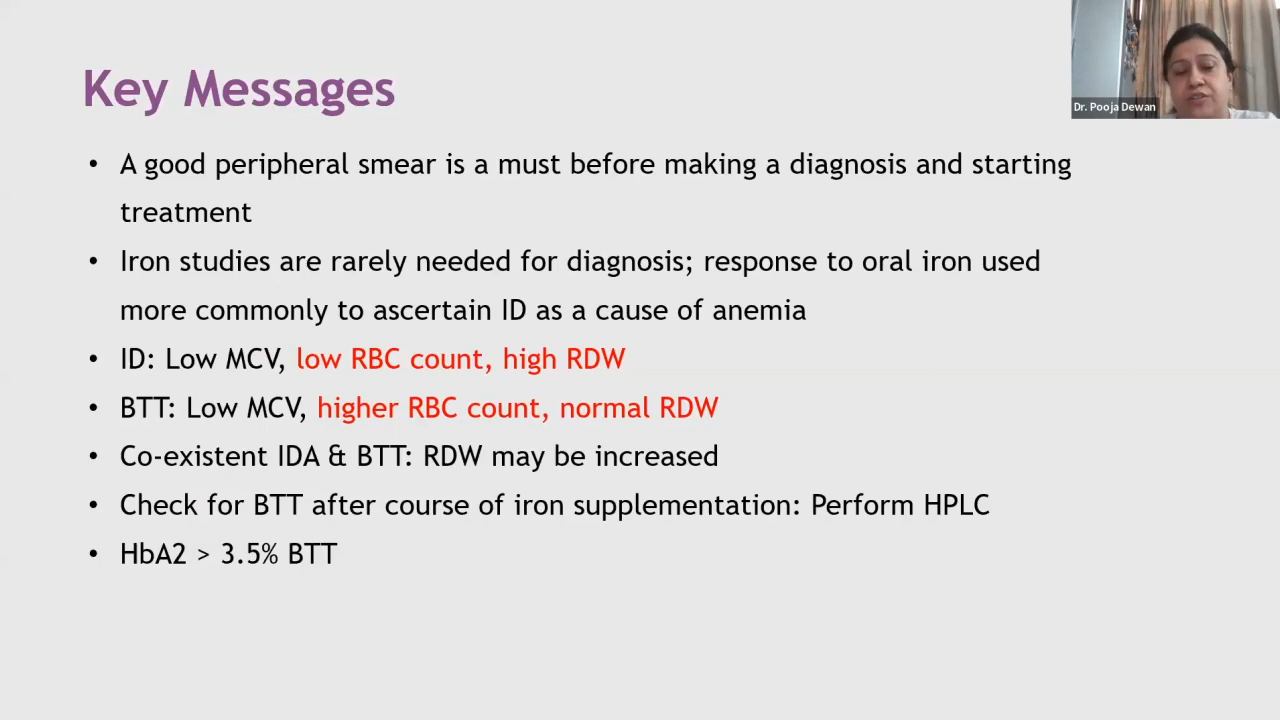 Key Messages
Dr. Pooja Dewan
• A good peripheral smear is a must before making a diagnosis and starting
treatment
• Iron studies are rarely needed for diagnosis; response to oral iron used
more commonly to ascertain ID as a cause of anemia
• ID: Low MCV, low RBC count, high RDW
• BTT: Low MCV, higher RBC count, normal RDW
• Co-existent IDA & BTT: RDW may be increased
• Check for BTT after course of iron supplementation: Perform HPLC
• HbA2 > 3.5% BTT